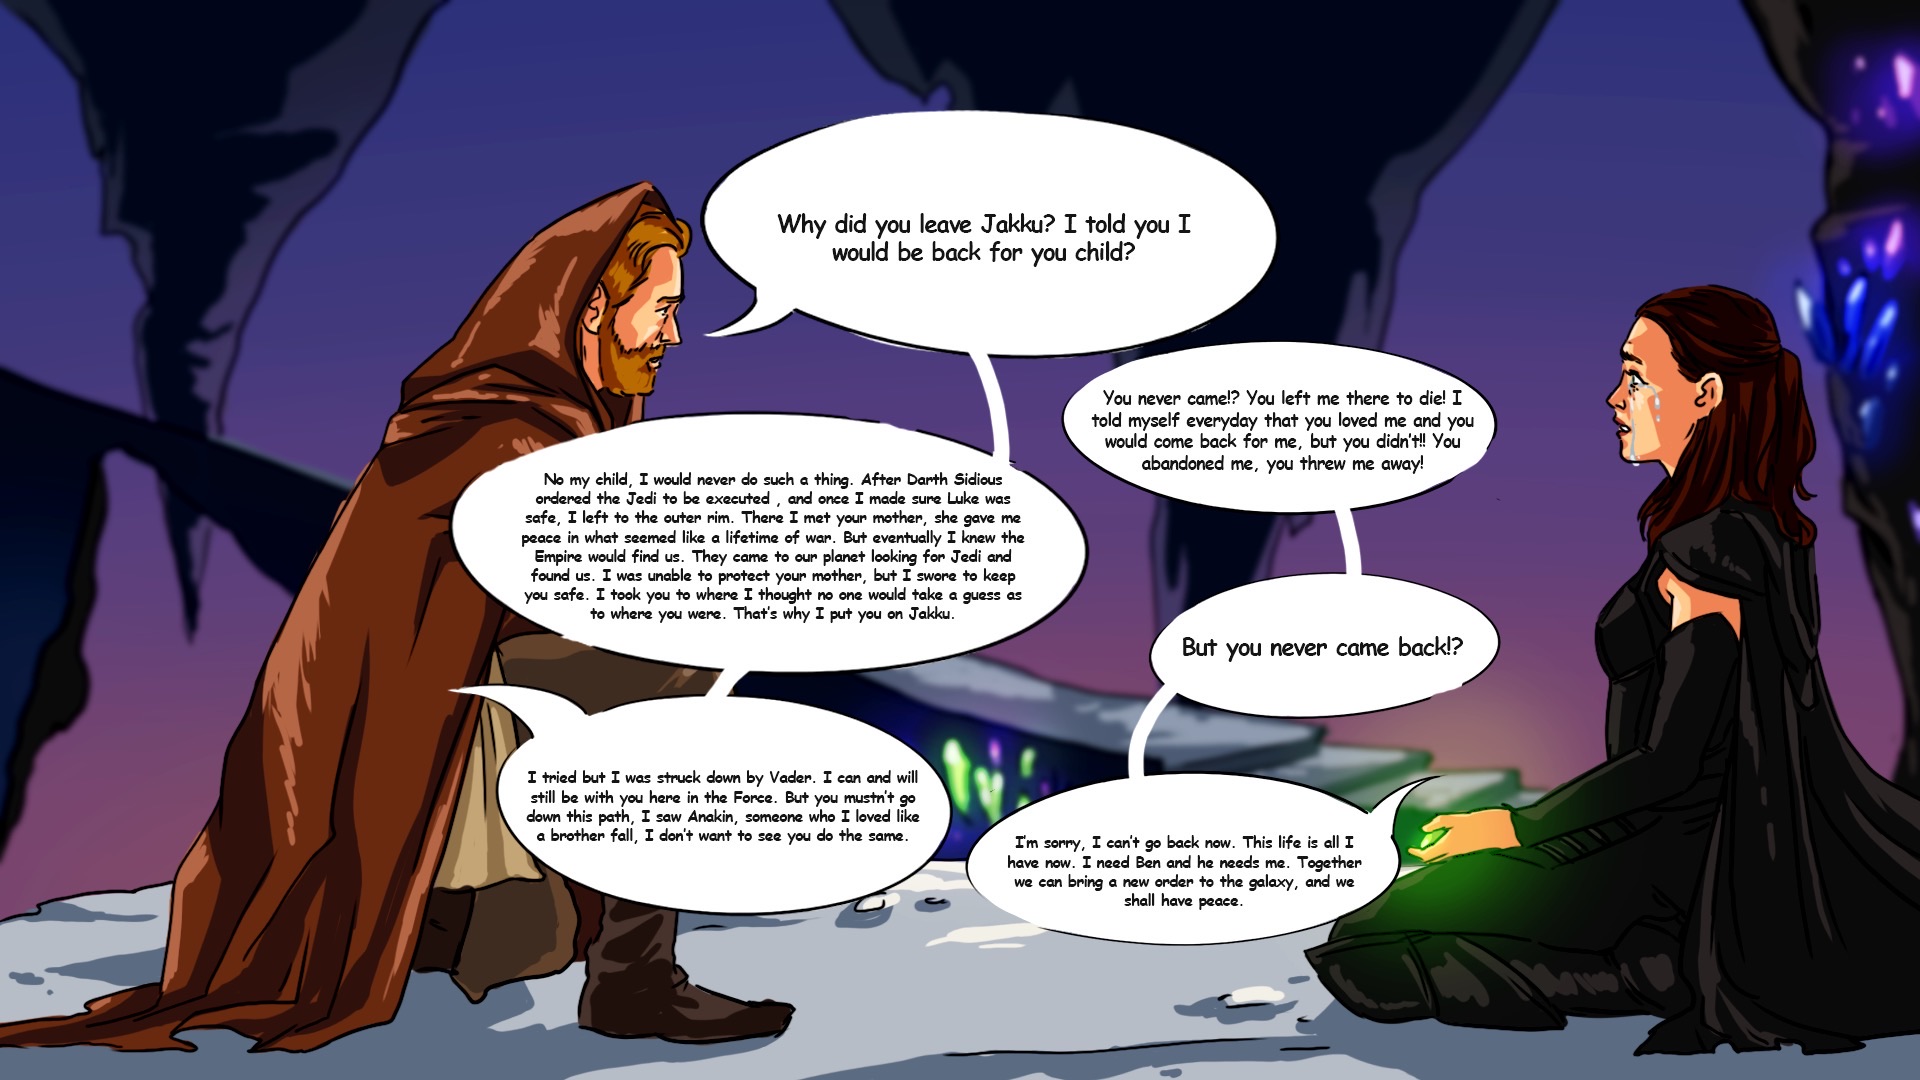 Why did you leave Jakku? I told you I
would be back for you child?
You never came!? You left me there to die! I
told myself everyday that you loved me and you
would come back for me, but you didn't!! You
abandoned me, you threw me away!
No my child, I would never do such a thing. After Darth Sidious
ordered the Jedi to be executed , and once I made sure Luke was
safe, I left to the outer rim. There I met your mother, she gave me
peace in what seemed like a lifetime of war. But eventually I knew the
Empire would find us. They came to our planet looking for Jedi and
found us. I was unable to protect your mother, but I swore to keep
you safe. I took you to where I thought no one would take a guess as
to where you were. That's why I put you on Jakku.
But you never came back!?
I tried but I was struck down by Vader. I can and will
still be with you here in the Force. But you mustn't go
down this path, I saw Anakin, someone who I loved like
a brother fall, I don't want to see you do the same.
I'm sorry, I can't go back now. This life is all I
have now. I need Ben and he needs me. Together
we can bring a new order to the galaxy, and we
shall have peace.